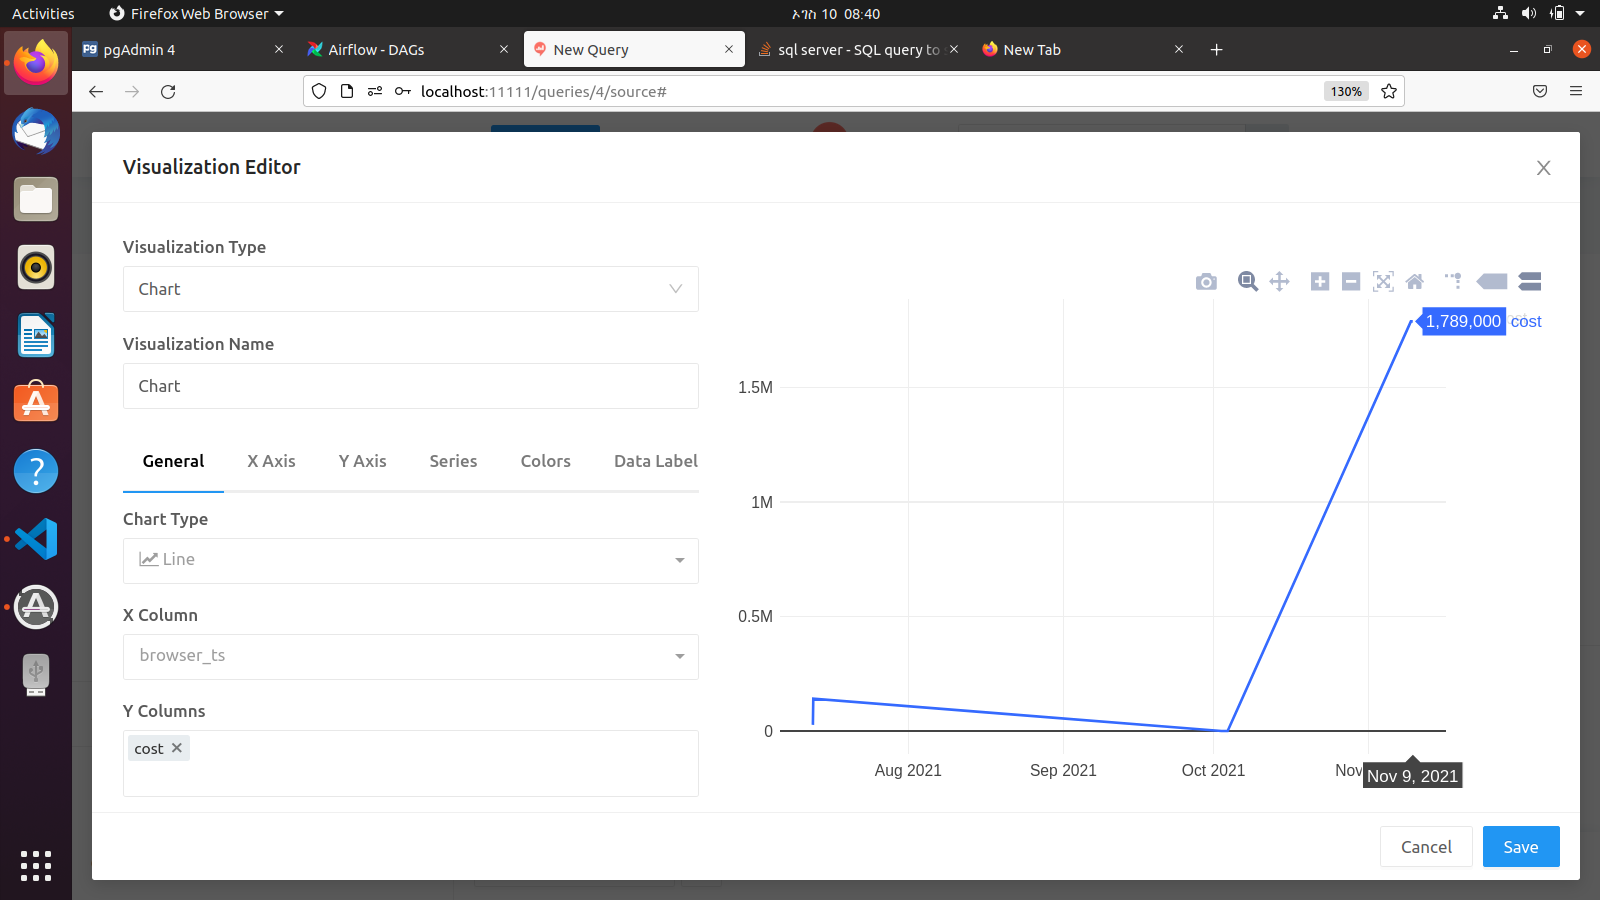 Activities
Firefox Web Browser
ኦገስ 10 08:40
pgAdmin 4
Airflow - DAGs
New Query
sql server - SQL query to
New Tab
localhost:11111/queries/4/source#
130%
Visualization Editor
Visualization Type
Chart
Visualization Name
Chart
General
X Axis
Y Axis
Series
Colors
Data Label
Chart Type
Line
X Column
browser_ts
Y Columns
cost
1,789,000
cost
1.5M
1M
0.5M
0
Aug 2021
Sep 2021
Oct 2021
Nov
Nov 9, 2021
Cancel
Save